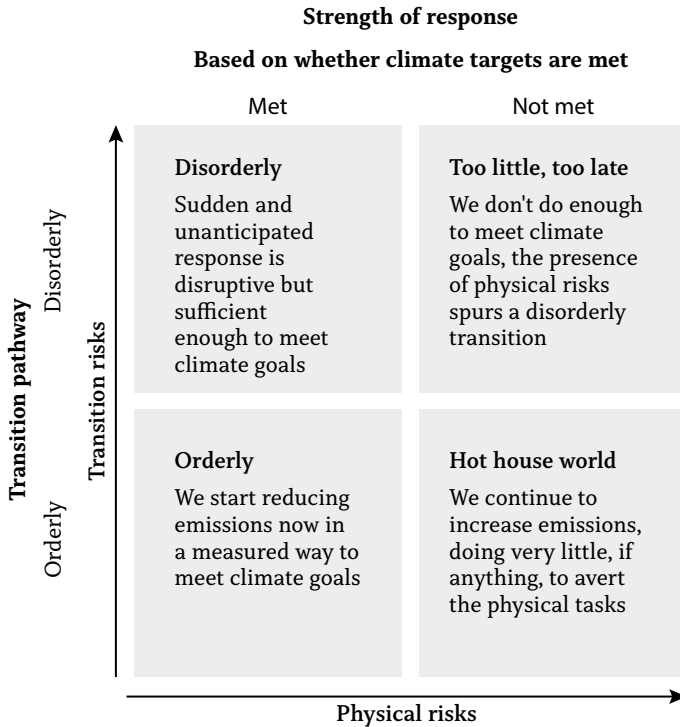 Strength of response
Based on whether climate targets are met
Met
Not met
Transition pathway
Disorderly
Orderly
Transition risks
Disorderly
Sudden and
unanticipated
response is
disruptive but
sufficient
enough to meet
climate goals
Too little, too late
We don't do enough
to meet climate
goals, the presence
of physical risks
spurs a disorderly
transition
Orderly
We start reducing
emissions now in
a measured way to
meet climate goals
Hot house world
We continue to
increase emissions,
doing very little, if
anything, to avert
the physical tasks
Physical risks